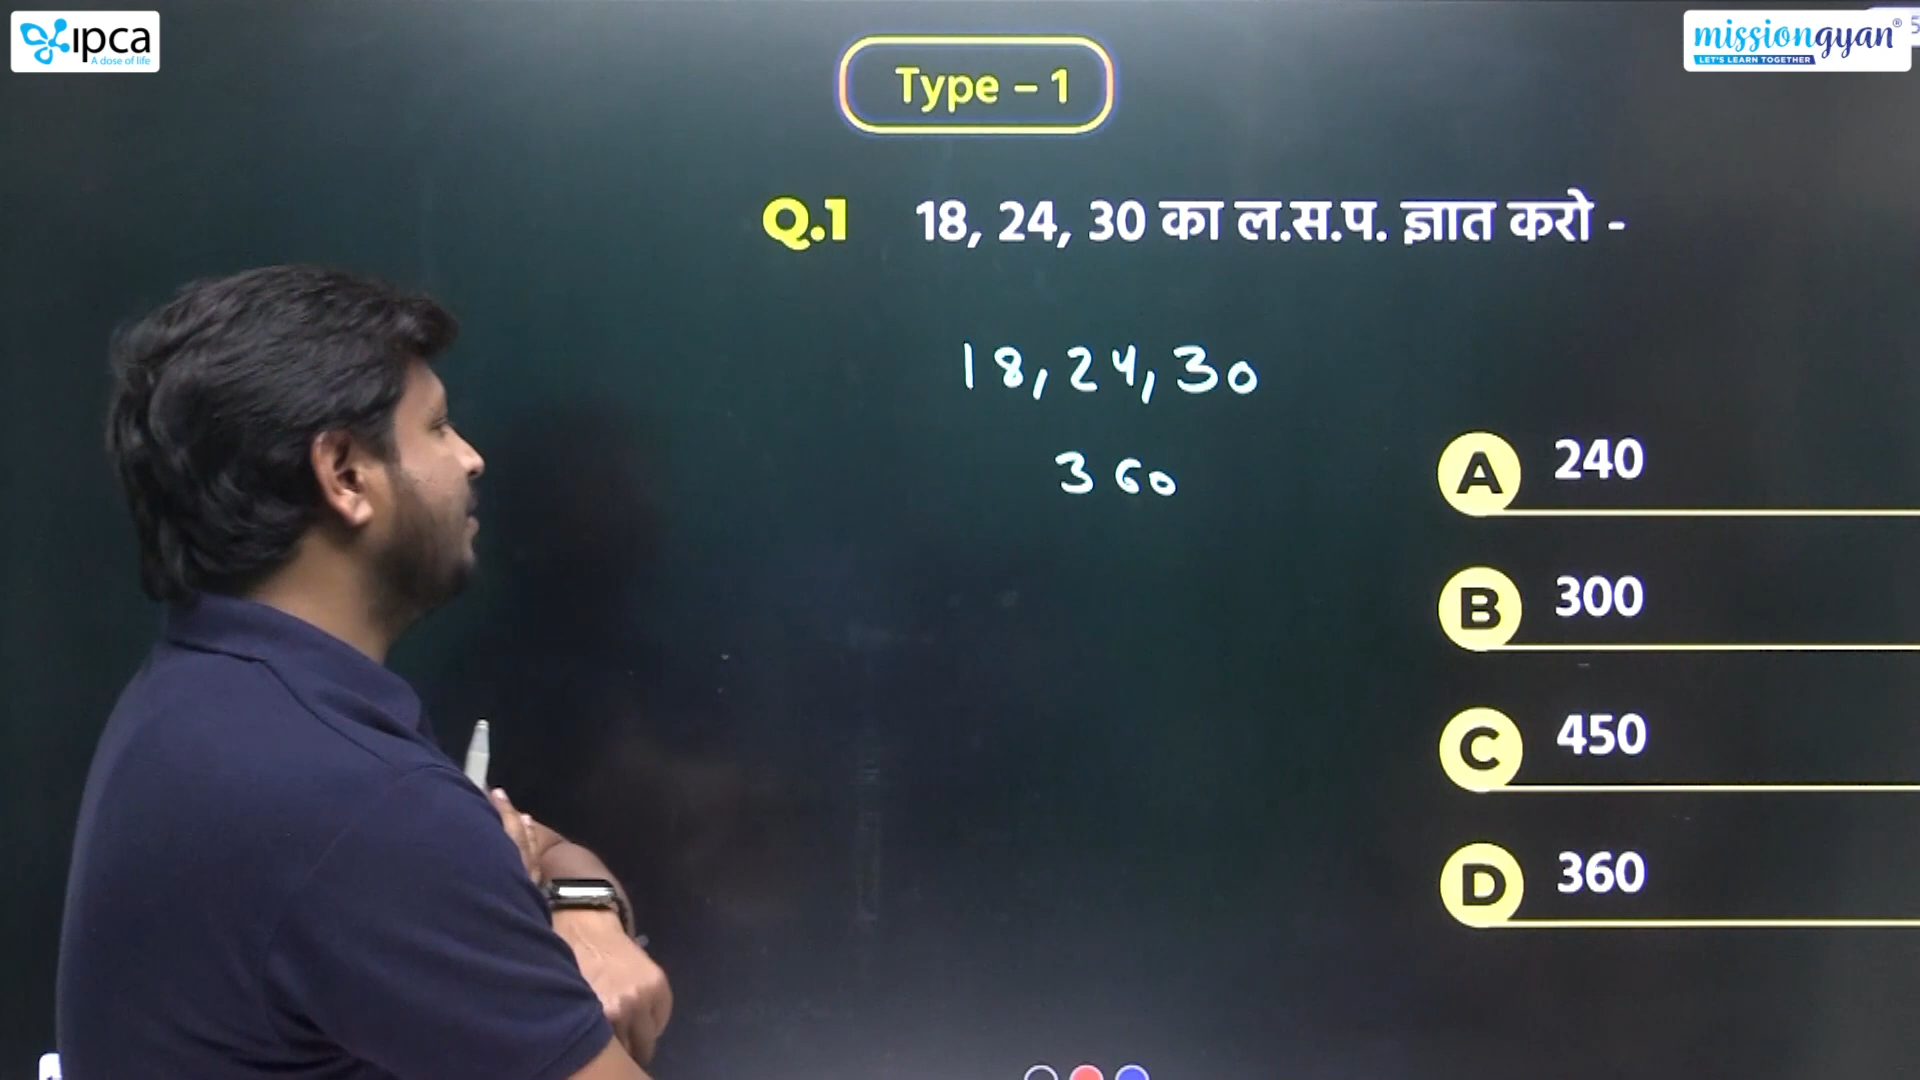 ipca
A dose of life
missiongyan®
LET'S LEARN TOGETHER
Type – 1
Q.1 18, 24, 30 का ल.स.प. ज्ञात करो -
18, 24, 30
360
A 240
B 300
C 450
D 360